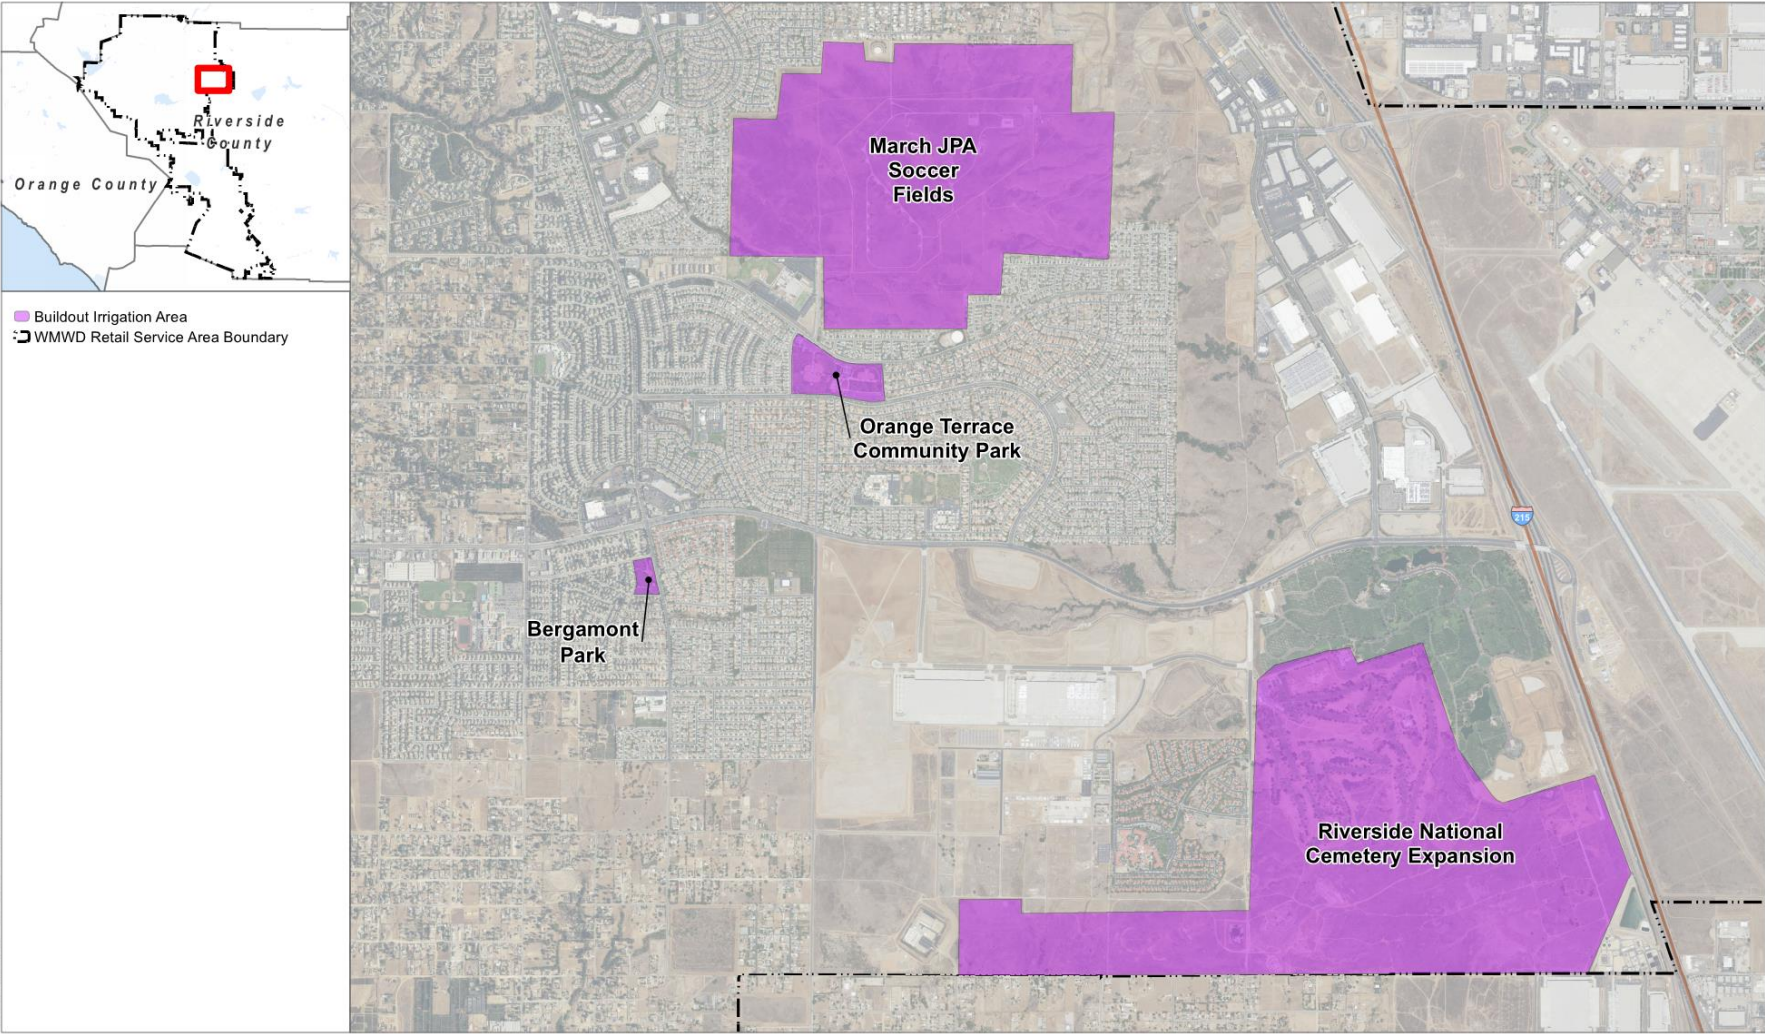 Riverside
County
Orange County
Buildout Irrigation Area
WMWD Retail Service Area Boundary
March JPA
Soccer
Fields
Orange Terrace
Community Park
215
Bergamont
Park
Riverside National
Cemetery Expansion